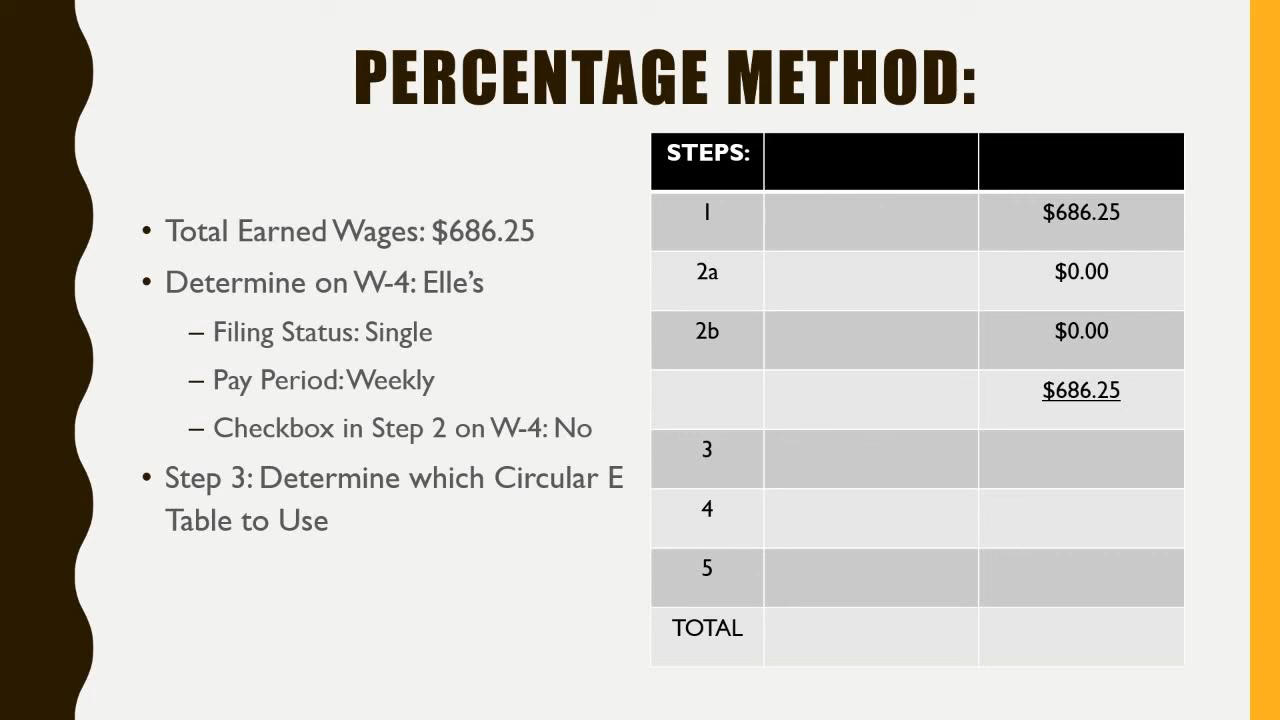 PERCENTAGE METHOD:
• Total Earned Wages: $686.25
• Determine on W-4: Elle's
– Filing Status: Single
– Pay Period: Weekly
– Checkbox in Step 2 on W-4: No
• Step 3: Determine which Circular E
Table to Use
STEPS:
1 $686.25
2a $0.00
2b $0.00
$686.25
3
4
5
TOTAL